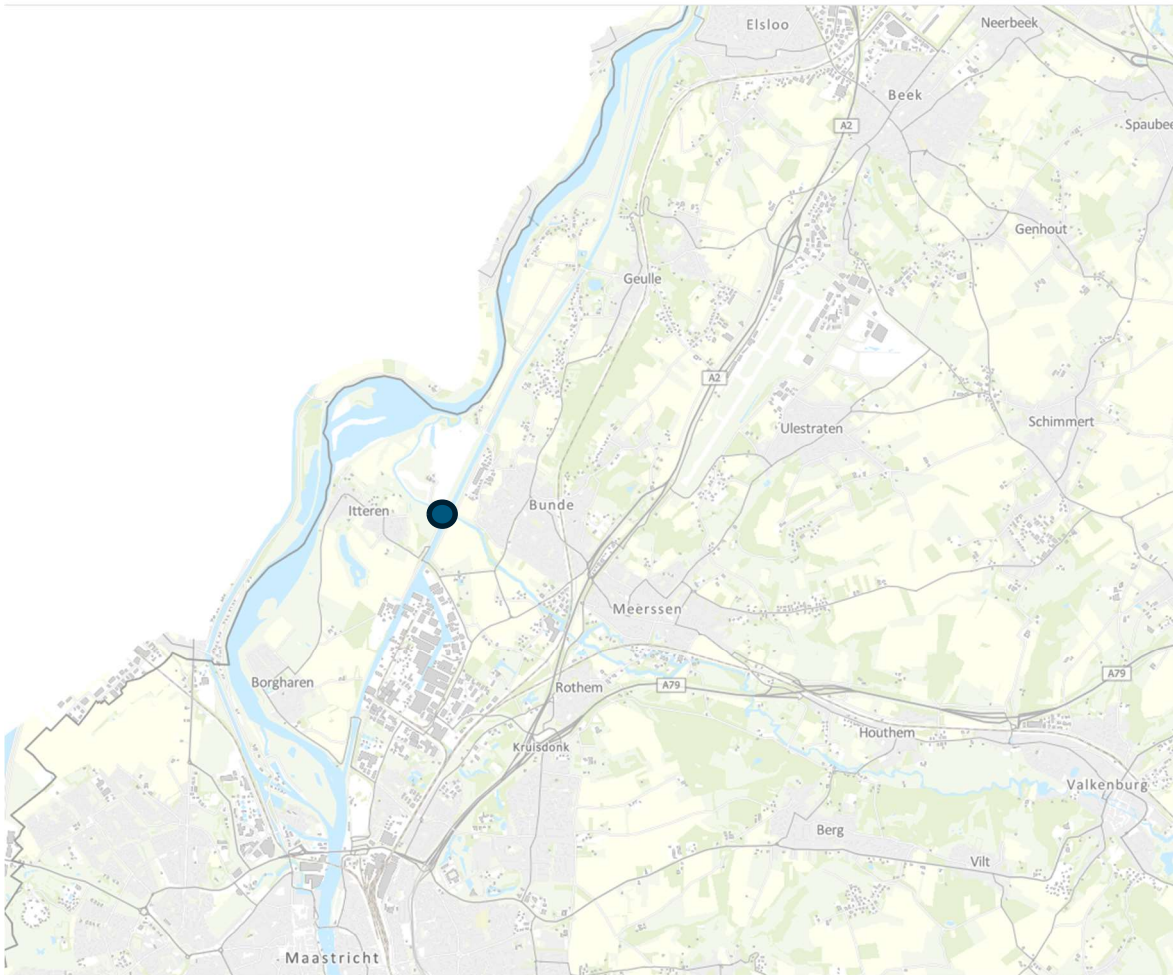 Elsloo
Neerbeek
Beek
A2
Spaubee
Genhout
Geulle
A2
Ulestraten
Schimmert
Itteren
Bunde
Meerssen
Borgharen
Rothem
A79
A79
Kruisdonk
Houthem
Valkenburg
Berg
Vilt
Maastricht